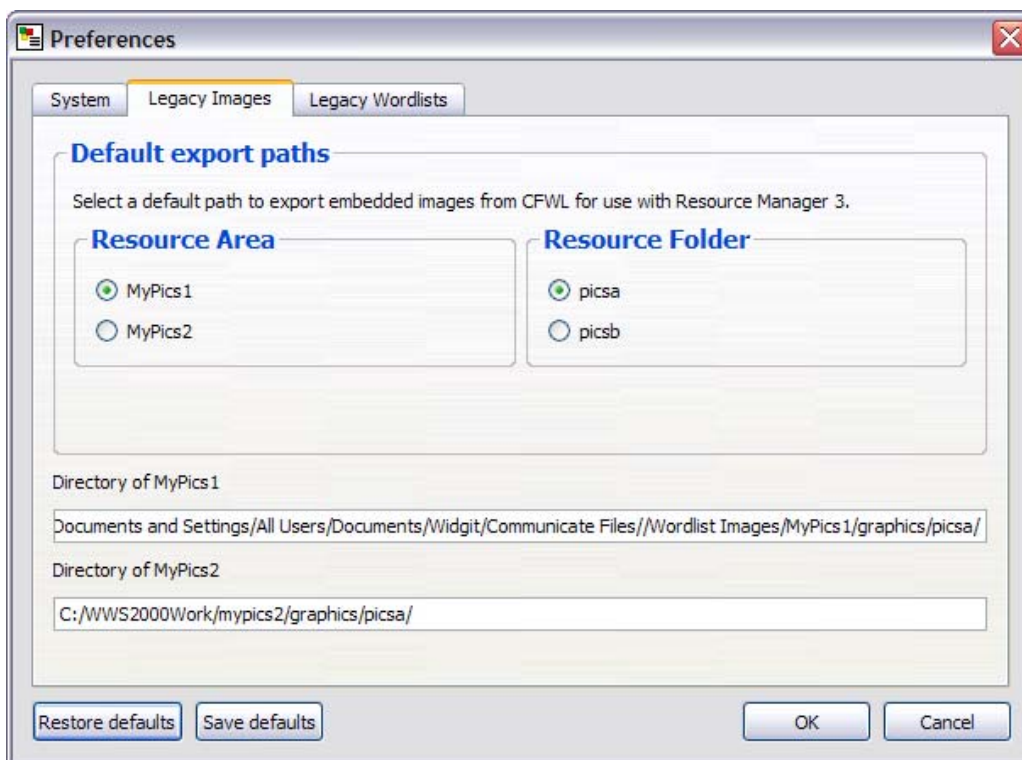 Preferences
System Legacy Images Legacy Wordlists
Default export paths
Select a default path to export embedded images from CFWL for use with Resource Manager 3.
Resource Area Resource Folder
MyPics1 picsa
MyPics2 picsb
Directory of MyPics1
Documents and Settings/All Users/Documents/Widgit/Communicate Files//Wordlist Images/MyPics1/graphics/picsa/
Directory of MyPics2
C:/WWS2000Work/mypics2/graphics/picsa/
Restore defaults Save defaults OK Cancel